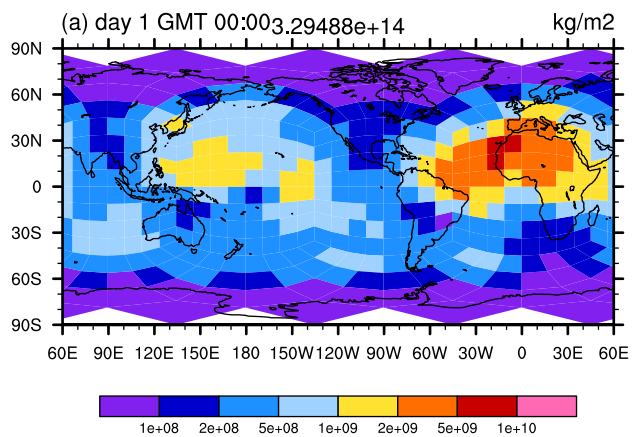 (a) day 1 GMT 00:00 3.29488e+14 kg/m2
90N
60N
30N
0
30S
60S
90S
60E 90E 120E 150E 180 150W 120W 90W 60W 30W 0 30E 60E
1e+08 2e+08 5e+08 1e+09 2e+09 5e+09 1e+10